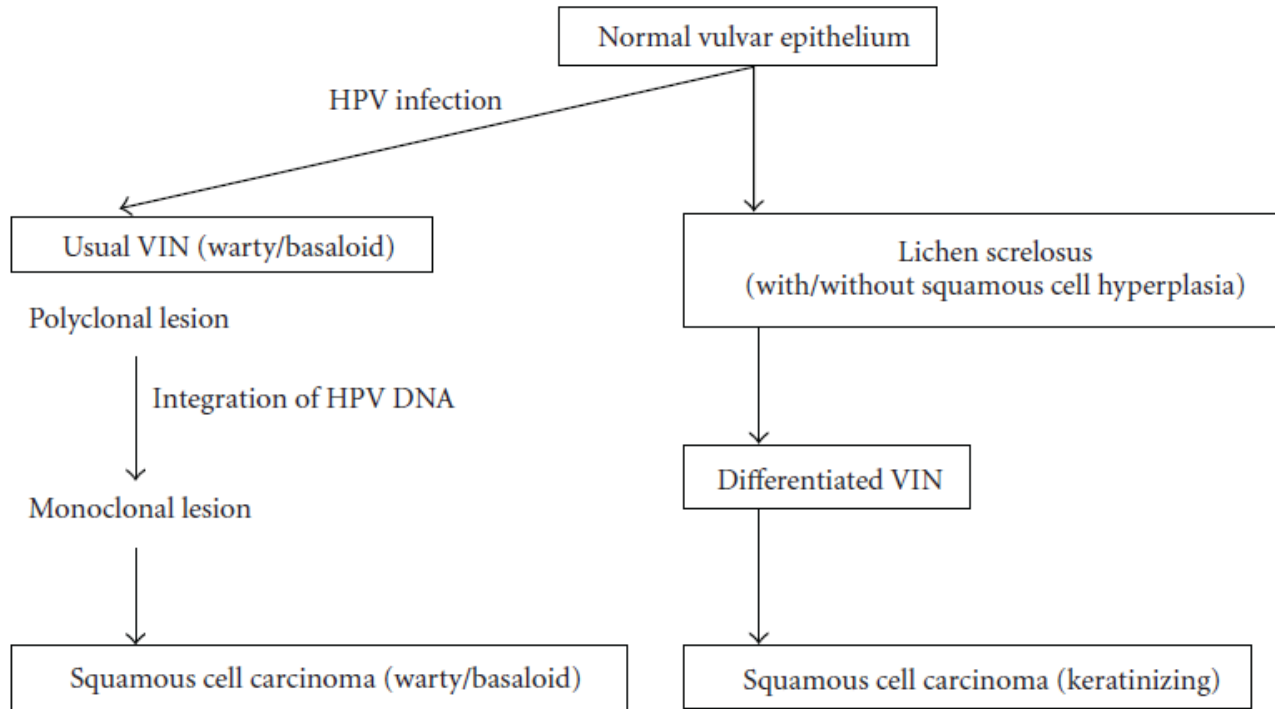 Normal vulvar epithelium
HPV infection
Usual VIN (warty/basaloid)
Polyclonal lesion
Integration of HPV DNA
Monoclonal lesion
Squamous cell carcinoma (warty/basaloid)
Lichen screlosus
(with/without squamous cell hyperplasia)
Differentiated VIN
Squamous cell carcinoma (keratinizing)